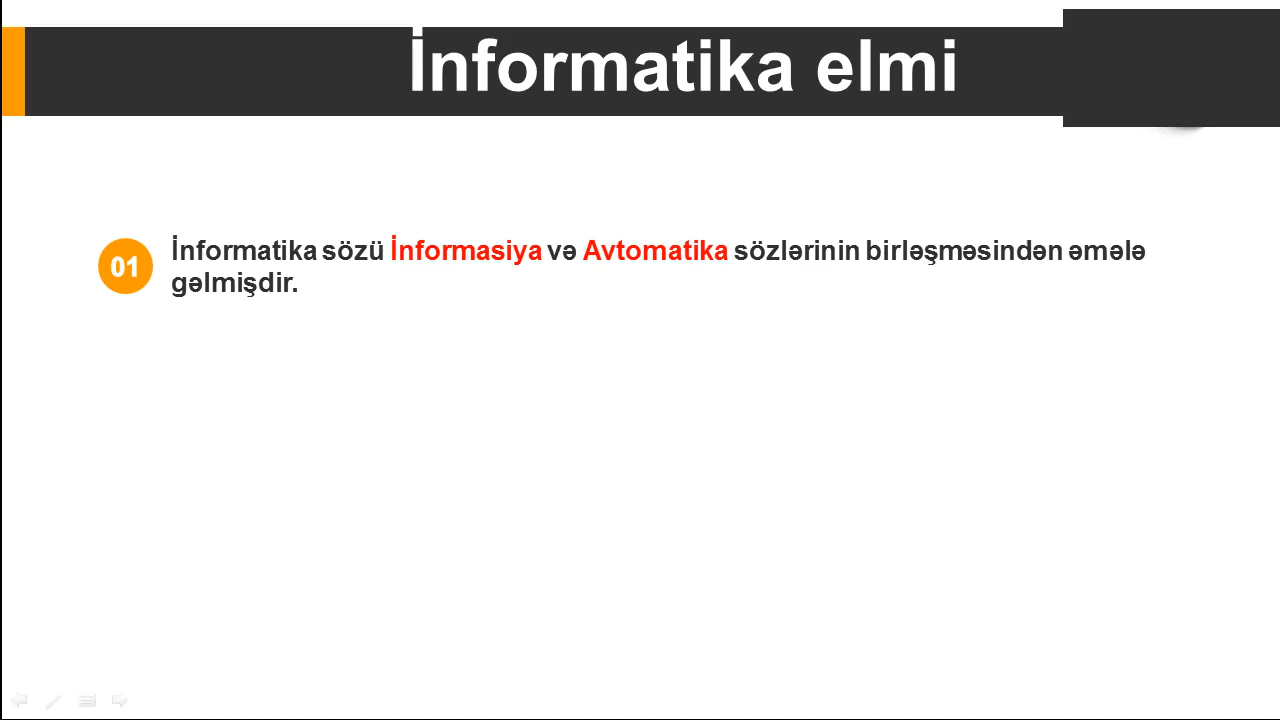 İnformatika elmi
01
İnformatika sözü İnformasiya və Avtomatika sözlərinin birləşməsindən əmələ
gəlmişdir.